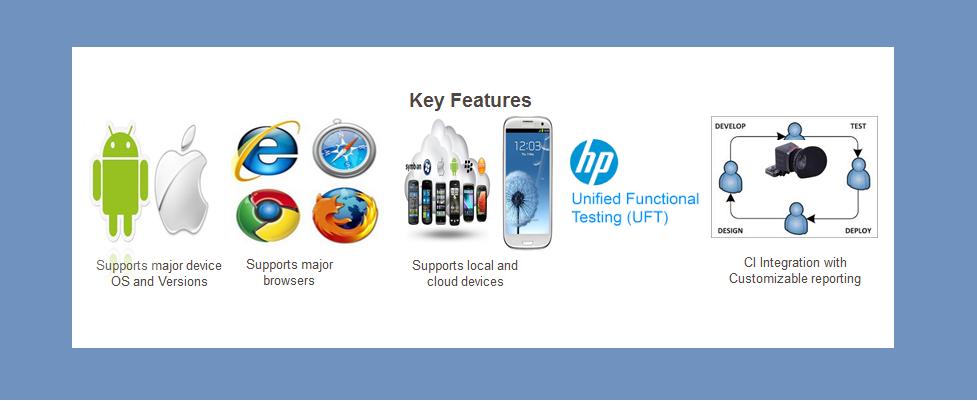 Key Features
symbian
12:03
hp
Unified Functional
Testing (UFT)
DEVELOP
TEST
DESIGN
DEPLOY
Supports major device
OS and Versions
Supports major
browsers
Supports local and
cloud devices
CI Integration with
Customizable reporting